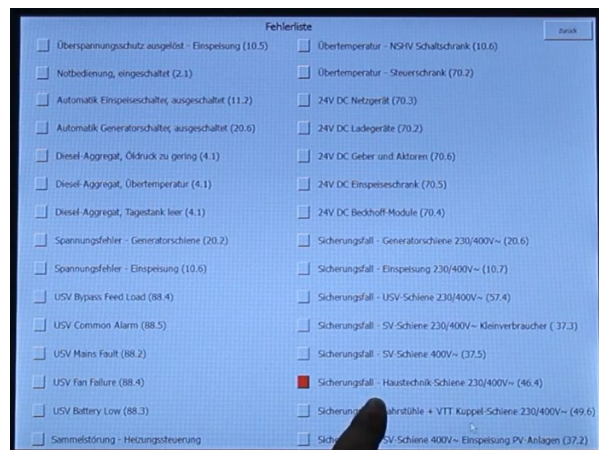 Fehlerliste
Zurück
Überspannungsschutz ausgelöst - Einspeisung (10.5)
Notbedienung, eingeschaltet (2.1)
Automatik Einspeiseschalter, ausgeschaltet (11.2)
Automatik Generatorschalter, ausgeschaltet (20.6)
Diesel-Aggregat, Öldruck zu gering (4.1)
Diesel-Aggregat, Übertemperatur (4.1)
Diesel-Aggregat, Tagestank leer (4.1)
Spannungsfehler - Generatorschiene (20.2)
Spannungsfehler - Einspeisung (10.6)
USV Bypass Feed Load (88.4)
USV Common Alarm (88.5)
USV Mains Fault (88.2)
USV Fan Failure (88.4)
USV Battery Low (88.3)
Sammelstörung - Heizungssteuerung
Übertemperatur - NSHV Schaltschrank (10.6)
Übertemperatur - Steuerschrank (70.2)
24V DC Netzgerät (70.3)
24V DC Ladegeräte (70.2)
24V DC Geber und Aktoren (70.6)
24V DC Einspeiseschrank (70.5)
24V DC Beckhoff-Module (70.4)
Sicherungsfall - Generatorschiene 230/400V~ (20.6)
Sicherungsfall - Einspeisung 230/400V~ (10.7)
Sicherungsfall - USV-Schiene 230/400V~ (57.4)
Sicherungsfall - SV-Schiene 230/400V~ Kleinverbraucher ( 37.3)
Sicherungsfall - SV-Schiene 400V~ (37.5)
Sicherungsfall - Haustechnik-Schiene 230/400V~ (46.4)
+ VTT Kuppel-Schiene 230/400V~ (49.6)
SV-Schiene 400V~ Einspeisung PV-Anlagen (37.2)